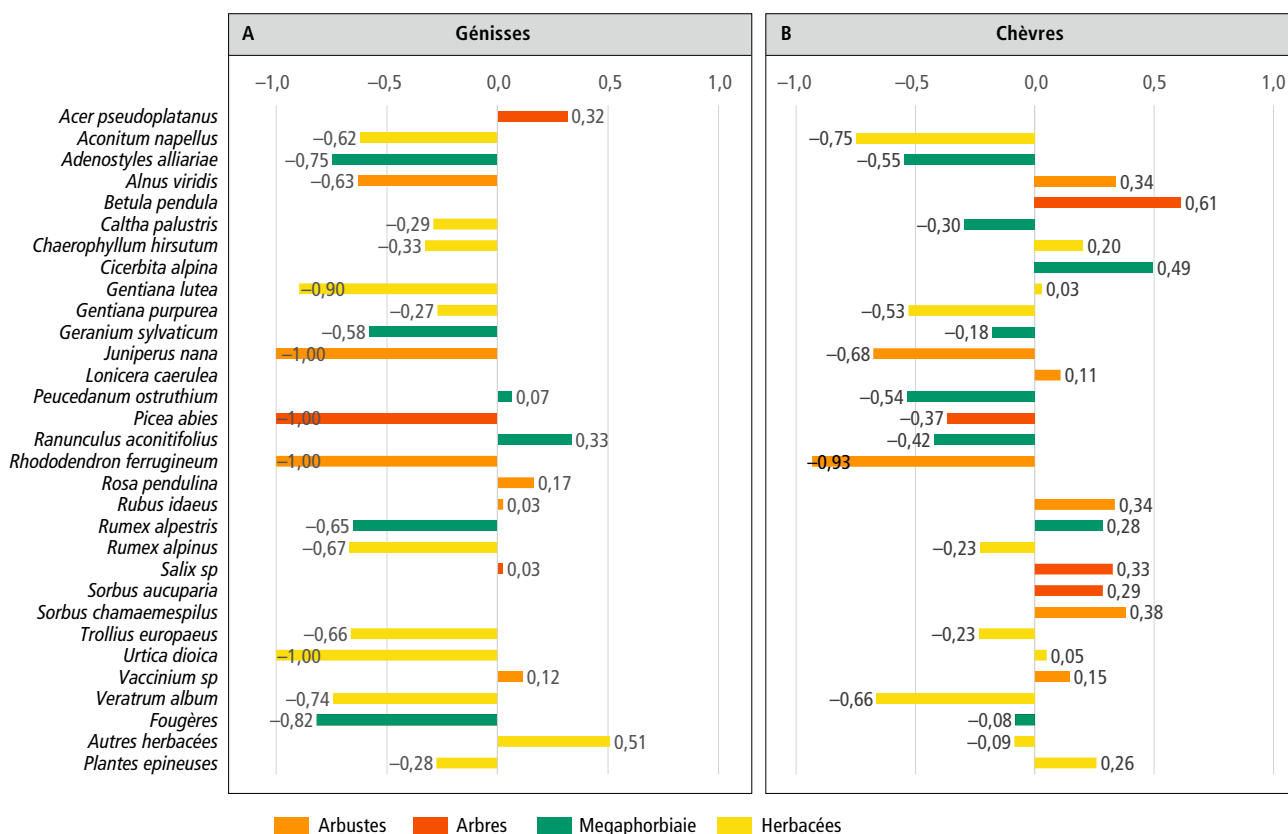 A Génisses B Chèvres
–1,0 –0,5 0,0 0,5 1,0 –1,0 –0,5 0,0 0,5 1,0
Acer pseudoplatanus 0,32
Aconitum napellus –0,62 –0,75
Adenostyles alliariae –0,75 –0,55
Alnus viridis –0,63 0,34
Betula pendula 0,61
Caltha palustris –0,29 –0,30
Chaerophyllum hirsutum –0,33 0,20
Cicerbita alpina 0,49
Gentiana lutea –0,90 0,03
Gentiana purpurea –0,27 –0,53
Geranium sylvaticum –0,58 –0,18
Juniperus nana –1,00 –0,68
Lonicera caerulea 0,11
Peucedanum ostruthium 0,07 –0,54
Picea abies –1,00 –0,37
Ranunculus aconitifolius 0,33 –0,42
Rhododendron ferrugineum –1,00 –0,93
Rosa pendulina 0,17
Rubus idaeus 0,03 0,34
Rumex alpestris –0,65 0,28
Rumex alpinus –0,67 –0,23
Salix sp 0,03 0,33
Sorbus aucuparia 0,29
Sorbus chamaemespilus 0,38
Trollius europaeus –0,66 –0,23
Urtica dioica –1,00 0,05
Vaccinium sp 0,12 0,15
Veratrum album –0,74 –0,66
Fougères –0,82 –0,08
Autres herbacées 0,51 –0,09
Plantes epineuses –0,28 0,26
Arbustes Arbres Megaphorbiaie Herbacées